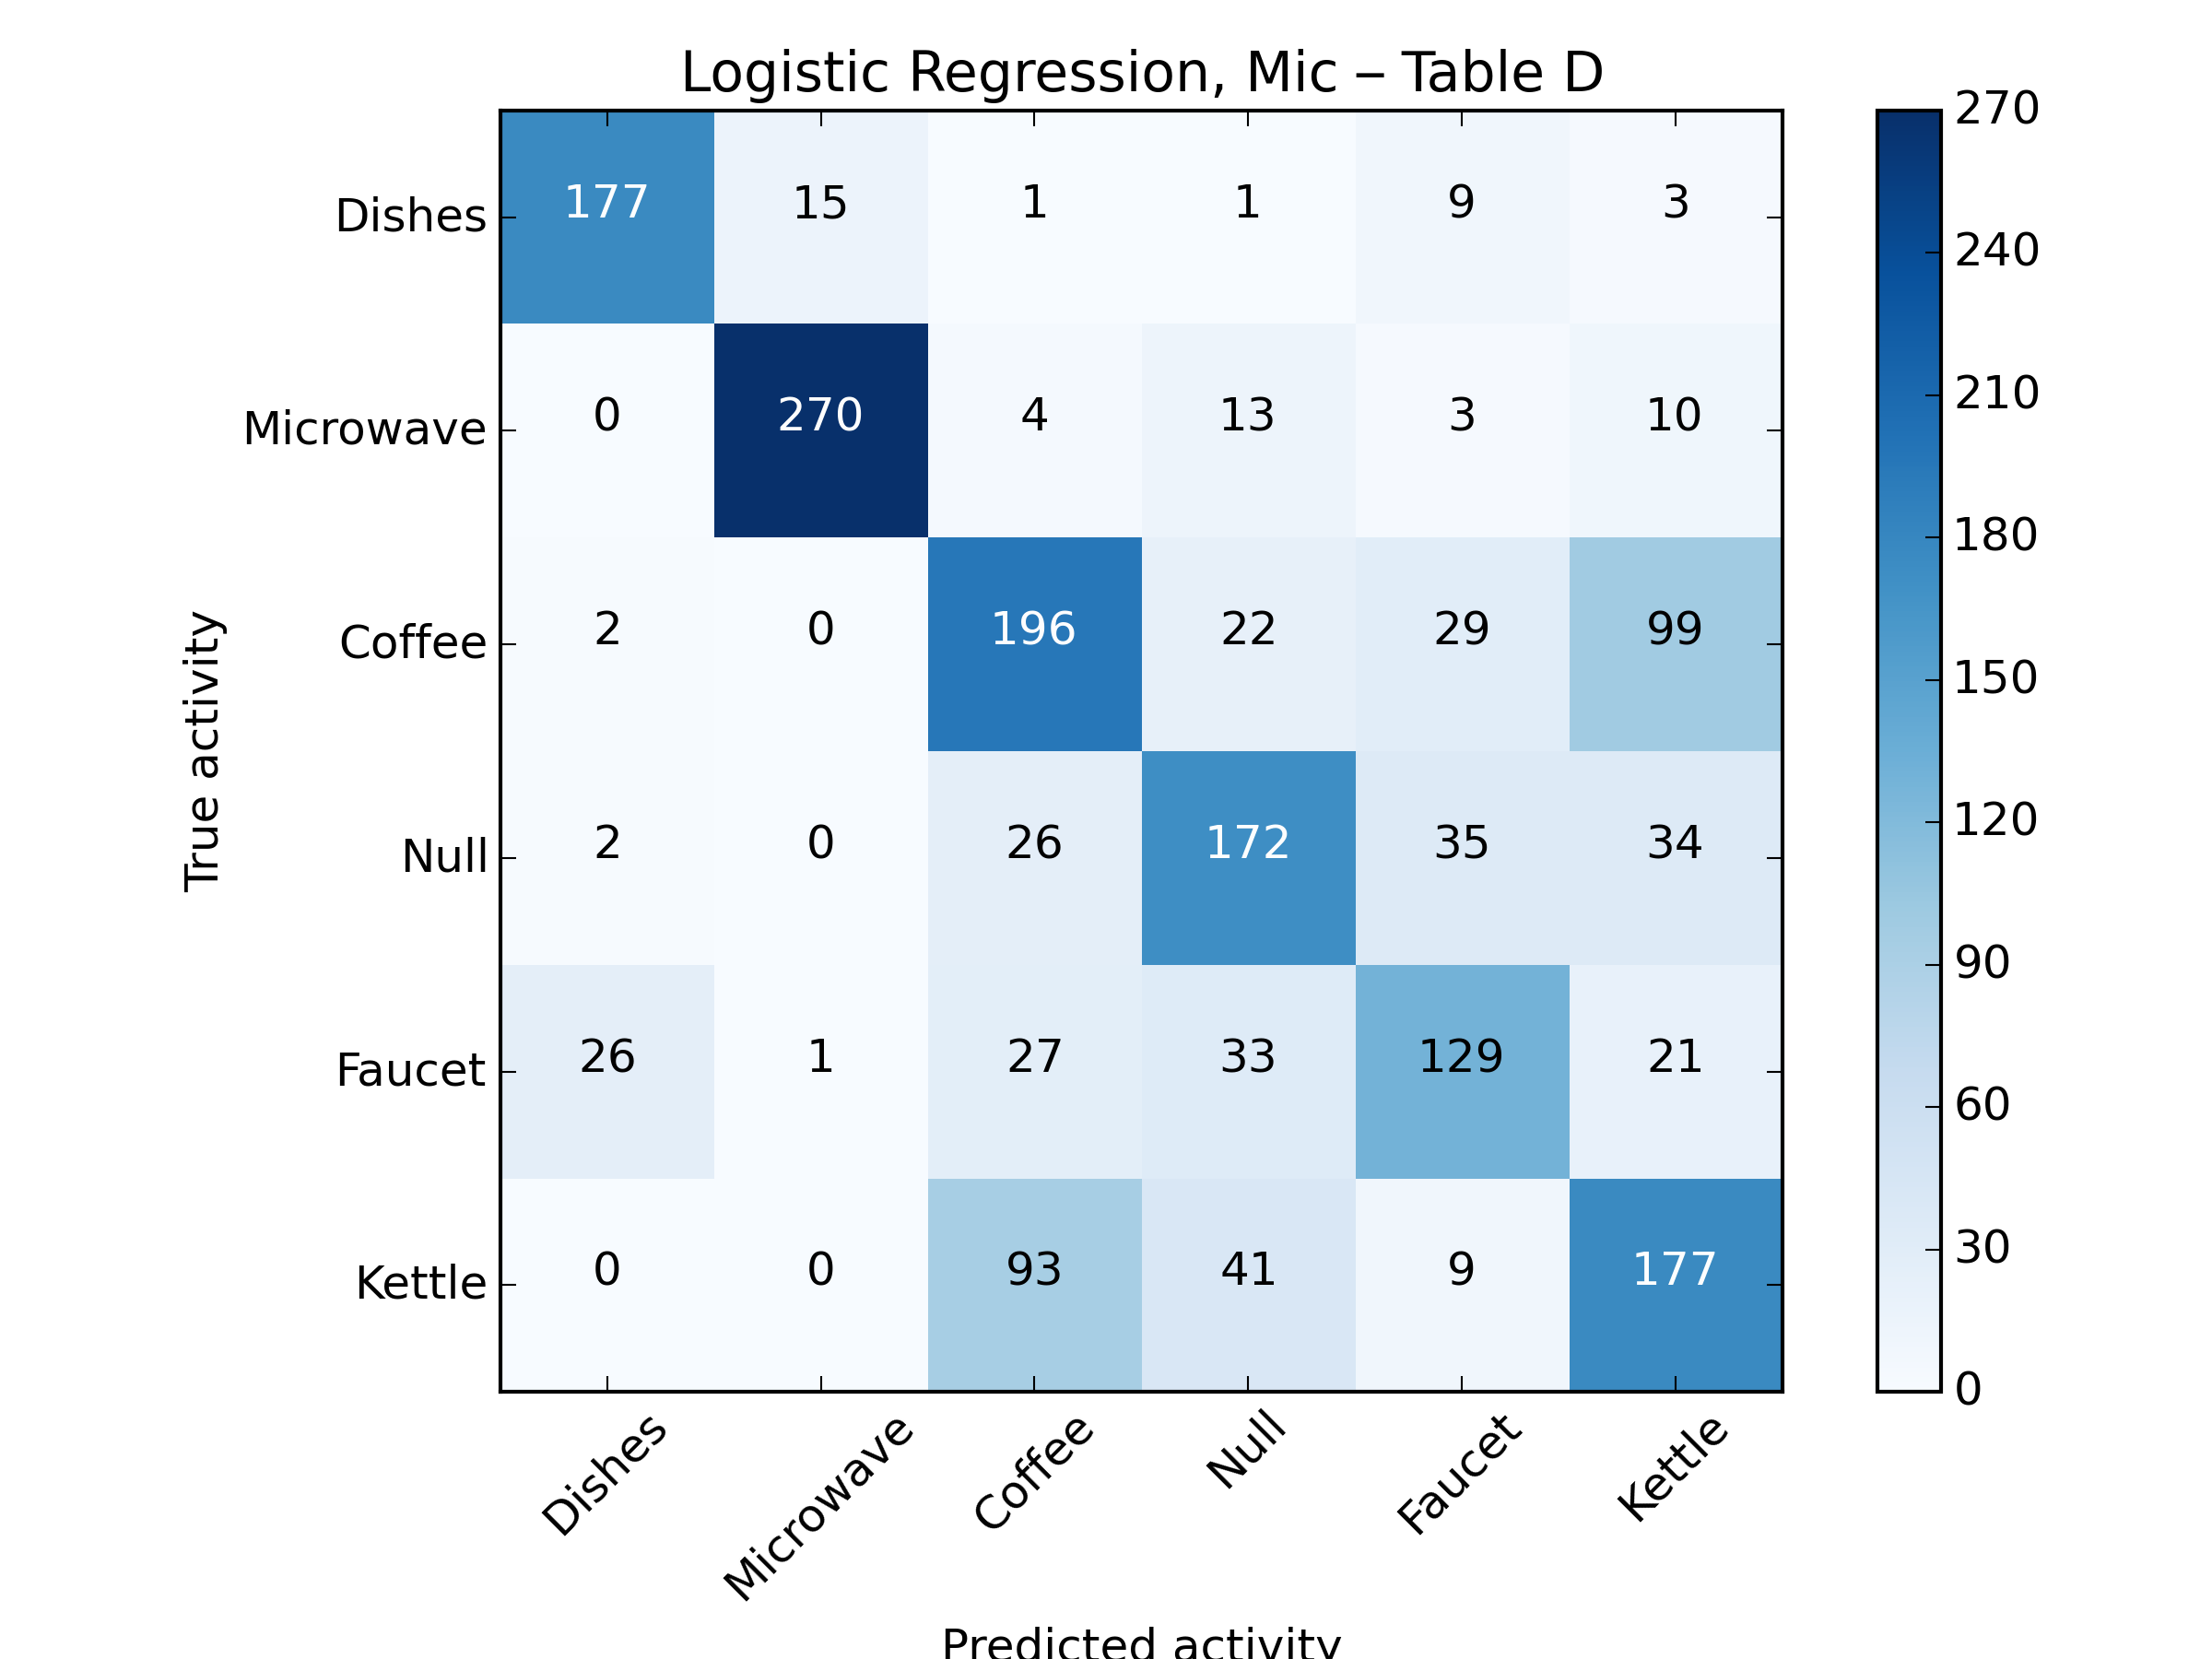 Logistic Regression, Mic – Table D
Dishes 177 15 1 1 9 3
Microwave 0 270 4 13 3 10
Coffee 2 0 196 22 29 99
Null 2 0 26 172 35 34
Faucet 26 1 27 33 129 21
Kettle 0 0 93 41 9 177
Dishes Microwave Coffee Null Faucet Kettle
True activity
Predicted activity
270
240
210
180
150
120
90
60
30
0